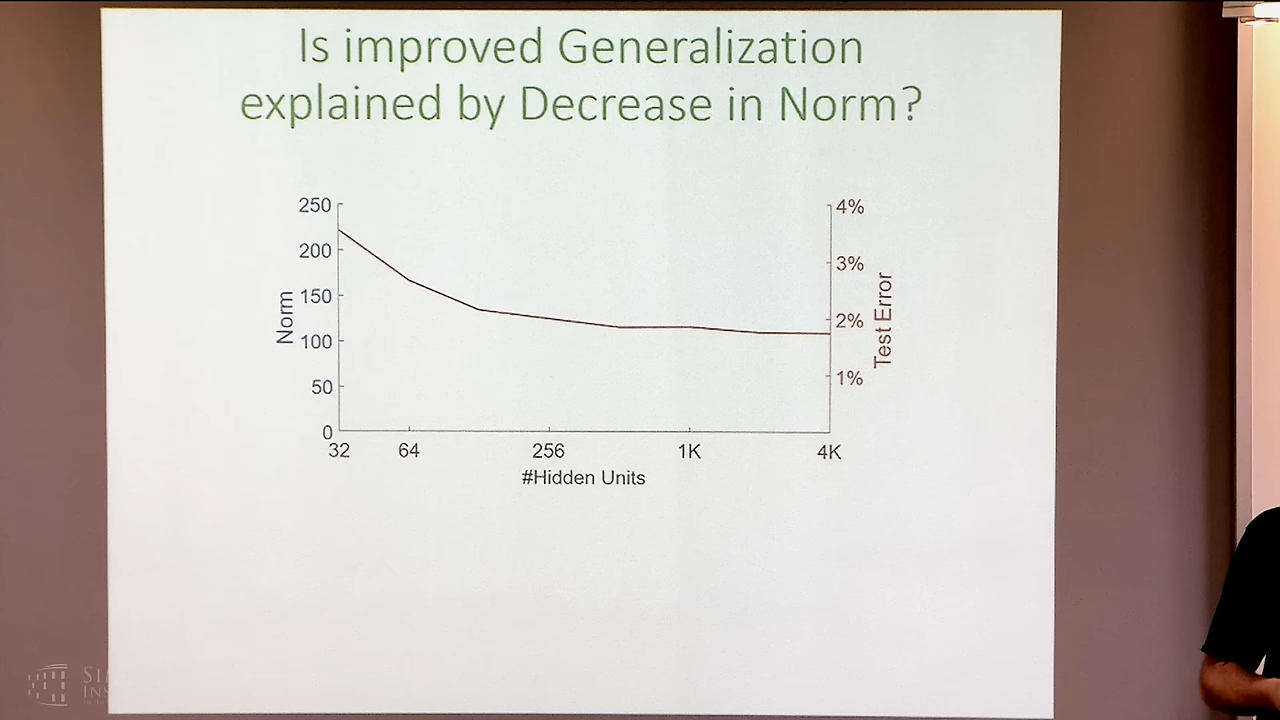 Is improved Generalization
explained by Decrease in Norm?
250
200
150
100
50
0
Norm
4%
3%
2%
1%
Test Error
32
64
256
1K
4K
#Hidden Units